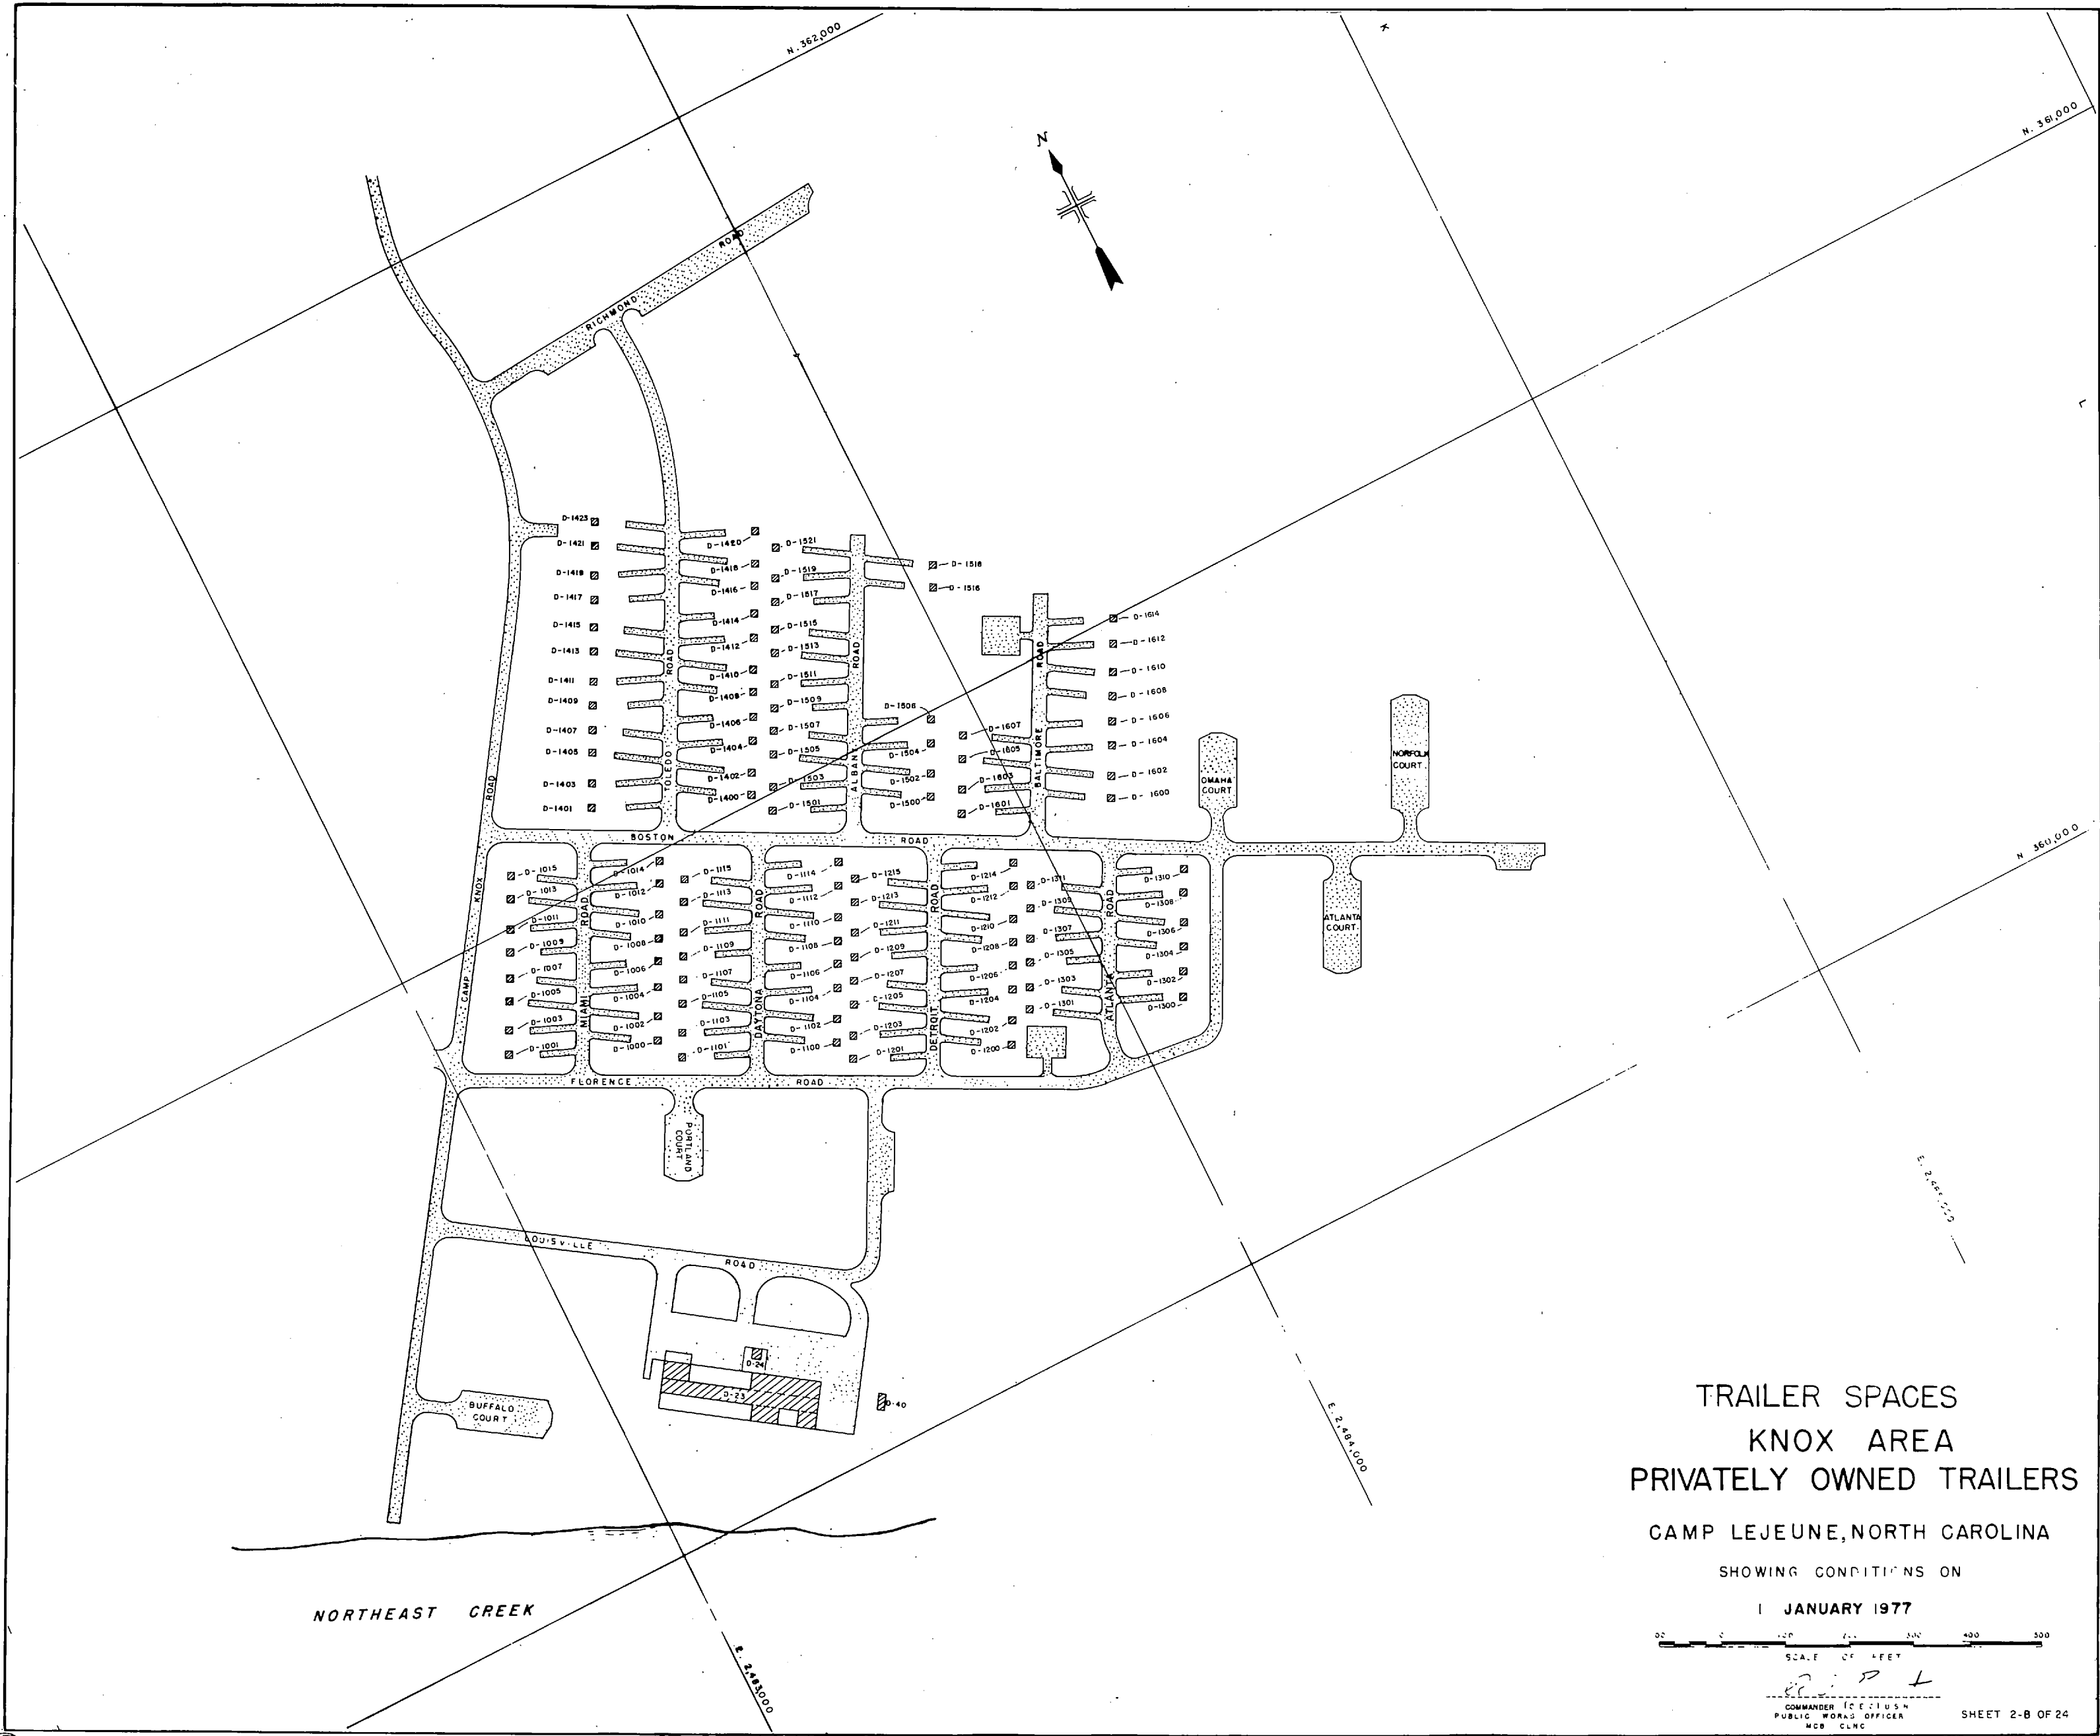 N. 362,000
N
N. 361,000
RICHMOND ROAD
D-1423
D-1421
D-1419
D-1417
D-1415
D-1413
D-1411
D-1409
D-1407
D-1405
D-1403
D-1401
TOLEDO ROAD
D-1420
D-1418
D-1416
D-1414
D-1412
D-1410
D-1408
D-1406
D-1404
D-1402
D-1400
D-1521
D-1519
D-1517
D-1515
D-1513
D-1511
D-1509
D-1507
D-1505
D-1503
D-1501
ALBANY ROAD
D-1518
D-1516
D-1506
D-1504
D-1502
D-1500
D-1607
D-1605
D-1603
D-1601
BALTIMORE ROAD
D-1614
D-1612
D-1610
D-1608
D-1606
D-1604
D-1602
D-1600
OMAHA
COURT
NORFOLK
COURT
ATLANTA
COURT
N 360,000
CAMP KNOX ROAD
BOSTON ROAD
D-1015
D-1013
D-1011
D-1009
D-1007
D-1005
D-1003
D-1001
MIAMI ROAD
D-1014
D-1012
D-1010
D-1008
D-1006
D-1004
D-1002
D-1000
D-1115
D-1113
D-1111
D-1109
D-1107
D-1105
D-1103
D-1101
DAYTONA ROAD
D-1114
D-1112
D-1110
D-1108
D-1106
D-1104
D-1102
D-1100
D-1215
D-1213
D-1211
D-1209
D-1207
D-1205
D-1203
D-1201
DETROIT ROAD
D-1214
D-1212
D-1210
D-1208
D-1206
D-1204
D-1202
D-1200
D-1311
D-1309
D-1307
D-1305
D-1303
D-1301
ATLANTA ROAD
D-1310
D-1308
D-1306
D-1304
D-1302
D-1300
FLORENCE ROAD
PORTLAND
COURT
LOUISVILLE ROAD
D-24
D-23
D-40
BUFFALO
COURT
NORTHEAST CREEK
E. 2,483,000
E. 2,484,000
TRAILER SPACES
KNOX AREA
PRIVATELY OWNED TRAILERS
CAMP LEJEUNE, NORTH CAROLINA
SHOWING CONDITIONS ON
1 JANUARY 1977
400 500
SCALE OF FEET
COMMANDER
PUBLIC WORKS OFFICER
MCB CLNC
SHEET 2-B OF 24